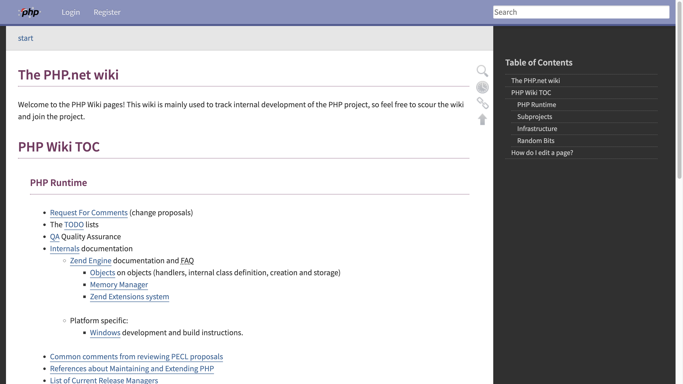 php
Login
Register
Search
start
The PHP.net wiki
Welcome to the PHP Wiki pages! This wiki is mainly used to track internal development of the PHP project, so feel free to scour the wiki
and join the project.
PHP Wiki TOC
PHP Runtime
Request For Comments (change proposals)
The TODO lists
QA Quality Assurance
Internals documentation
Zend Engine documentation and FAQ
Objects on objects (handlers, internal class definition, creation and storage)
Memory Manager
Zend Extensions system
Platform specific:
Windows development and build instructions.
Common comments from reviewing PECL proposals
References about Maintaining and Extending PHP
List of Current Release Managers
Table of Contents
The PHP.net wiki
PHP Wiki TOC
PHP Runtime
Subprojects
Infrastructure
Random Bits
How do I edit a page?